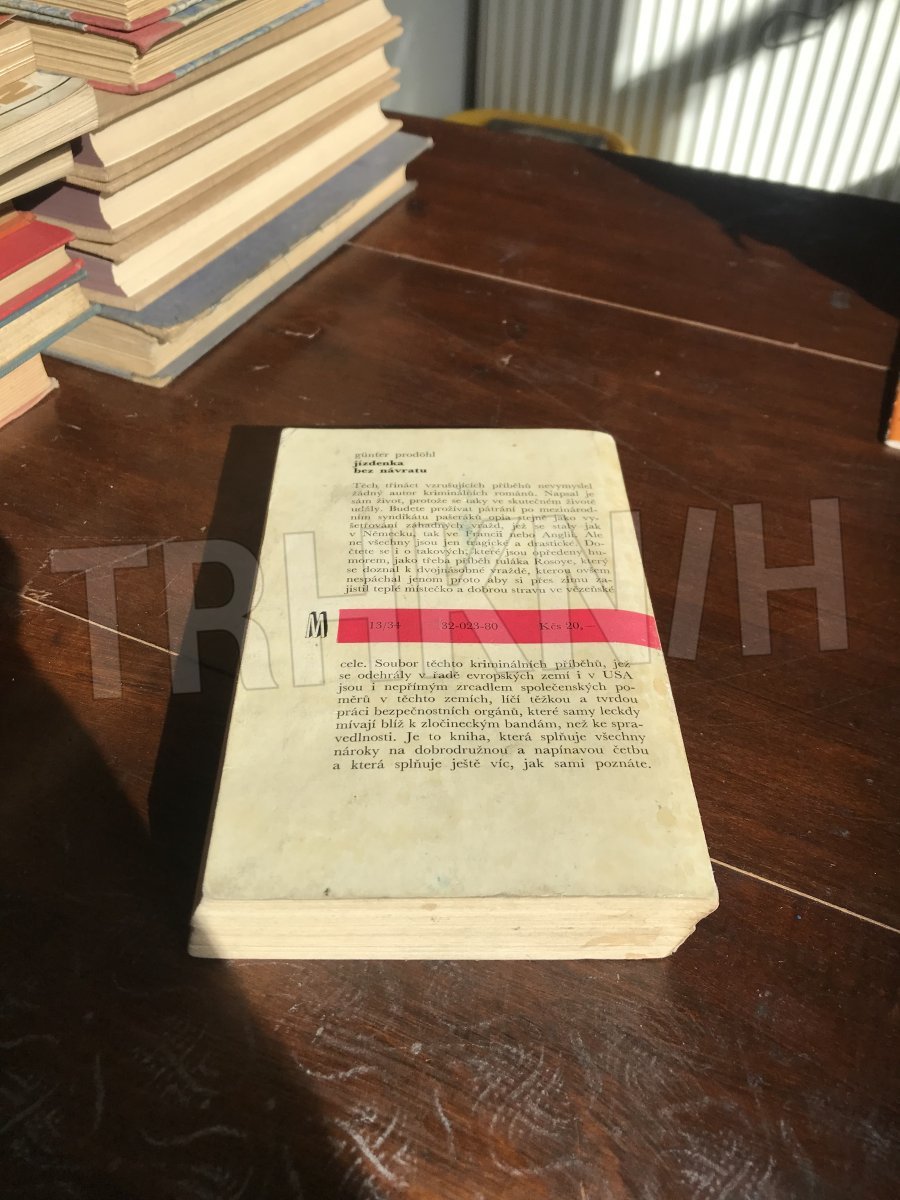 günter prodöhl
jízdenka
bez návratu
Těch třináct vzrušujících příběhů nevymyslel
žádný autor kriminálních románů. Napsal je
sám život, protože se taky ve skutečném životě
udály. Budete prožívat pátrání po mezinárod-
ním syndikátu pašeráků opia stejně jako vy-
šetřování záhadných vražd, jež se staly jak
v Německu, tak ve Francii nebo Anglii. Ale
ne všechny jsou jen tragické a drastické. Do-
čtete se i o takových, které jsou opředeny hu-
morem, jako třeba příběh tuláka Rosoye, který
se doznal k dvojnásobné vraždě, kterou ovšem
nespáchal jenom proto aby si přes zimu za-
jistil teplé místečko a dobrou stravu ve vězeňské
M 13/34 32-023-80 Kčs 20,—
cele. Soubor těchto kriminálních příběhů, jež
se odehrály v řadě evropských zemí i v USA
jsou i nepřímým zrcadlem společenských po-
měrů v těchto zemích, líčí těžkou a tvrdou
práci bezpečnostních orgánů, které samy leckdy
mívají blíž k zločineckým bandám, než ke spra-
vedlnosti. Je to kniha, která splňuje všechny
nároky na dobrodružnou a napínavou četbu
a která splňuje ještě víc, jak sami poznáte.
TRHKNIH